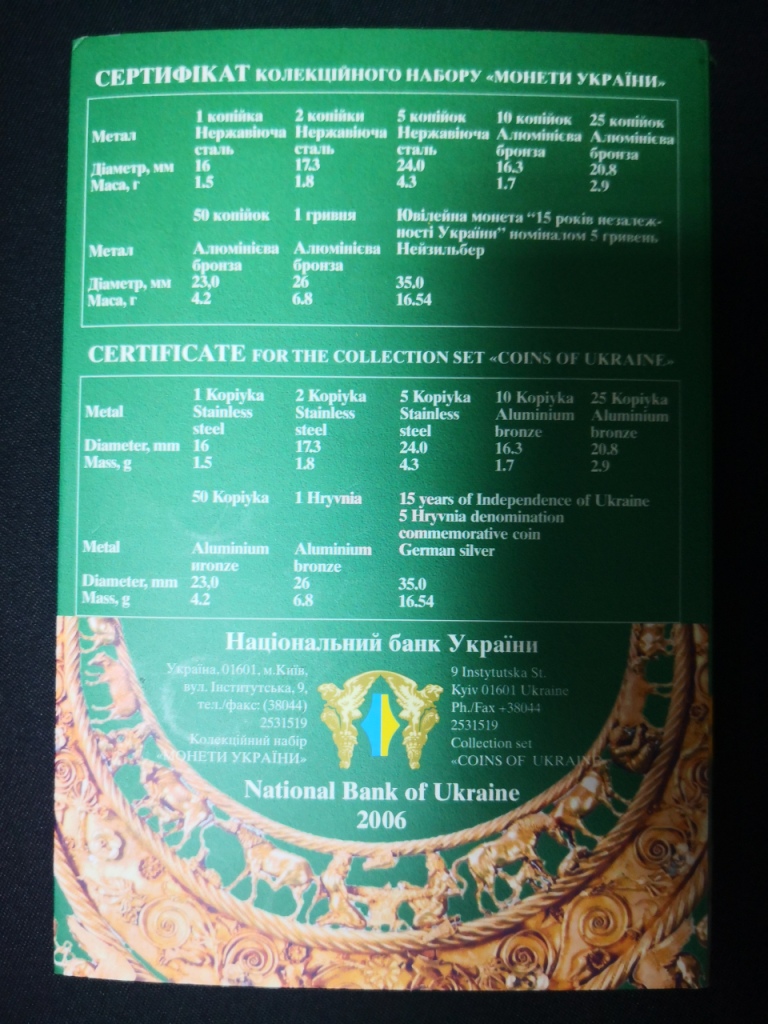 СЕРТИФІКАТ КОЛЕКЦІЙНОГО НАБОРУ «МОНЕТИ УКРАЇНИ»
1 копійка 2 копійки 5 копійок 10 копійок 25 копійок
Метал Нержавіюча Нержавіюча Нержавіюча Алюмінієва Алюмінієва
сталь сталь сталь бронза бронза
Діаметр, мм 16 17.3 24.0 16.3 20.8
Маса, г 1.5 1.8 4.3 1.7 2.9
50 копійок 1 гривня Ювілейна монета “15 років незалеж-
ності України” номіналом 5 гривень
Метал Алюмінієва Алюмінієва Нейзильбер
бронза бронза
Діаметр, мм 23,0 26 35.0
Маса, г 4.2 6.8 16.54
CERTIFICATE FOR THE COLLECTION SET «COINS OF UKRAINE»
1 Kopiyka 2 Kopiyka 5 Kopiyka 10 Kopiyka 25 Kopiyka
Metal Stainless Stainless Stainless Aluminium Aluminium
steel steel steel bronze bronze
Diameter, mm 16 17.3 24.0 16.3 20.8
Mass, g 1.5 1.8 4.3 1.7 2.9
50 Kopiyka 1 Hryvnia 15 years of Independence of Ukraine
5 Hryvnia denomination
commemorative coin
Metal Aluminium Aluminium German silver
иronze bronze
Diameter, mm 23,0 26 35.0
Mass, g 4.2 6.8 16.54
Національний банк України
Україна, 01601, м.Київ,
вул. Інститутська, 9,
тел./факс: (38044)
2531519
Колекційний набір
«МОНЕТИ УКРАЇНИ»
9 Instytutska St.
Kyiv 01601 Ukraine
Ph./Fax +38044
2531519
Collection set
«COINS OF UKRAINE»
National Bank of Ukraine
2006